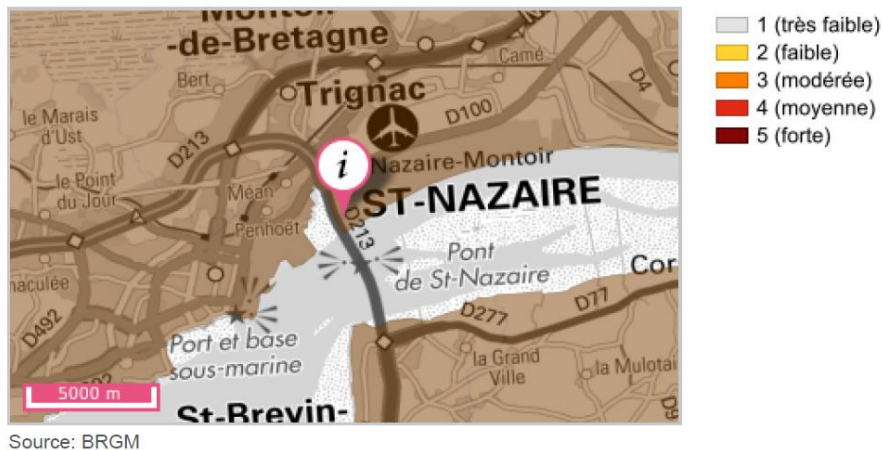 Montoir
-de-Bretagne
Camé
Bert
Trignac
D4
le Marais
d'Ust
D100
D213
i
Nazaire-Montoir
le Point
du Jour
Méan
ST-NAZAIRE
Penhoët
D213
Pont
de St-Nazaire
Cor
maculée
D77
D492
D277
Port et base
sous-marine
la Grand
Ville
la Mulotai
5000 m
St-Brevin-
Source: BRGM
1 (très faible)
2 (faible)
3 (modérée)
4 (moyenne)
5 (forte)